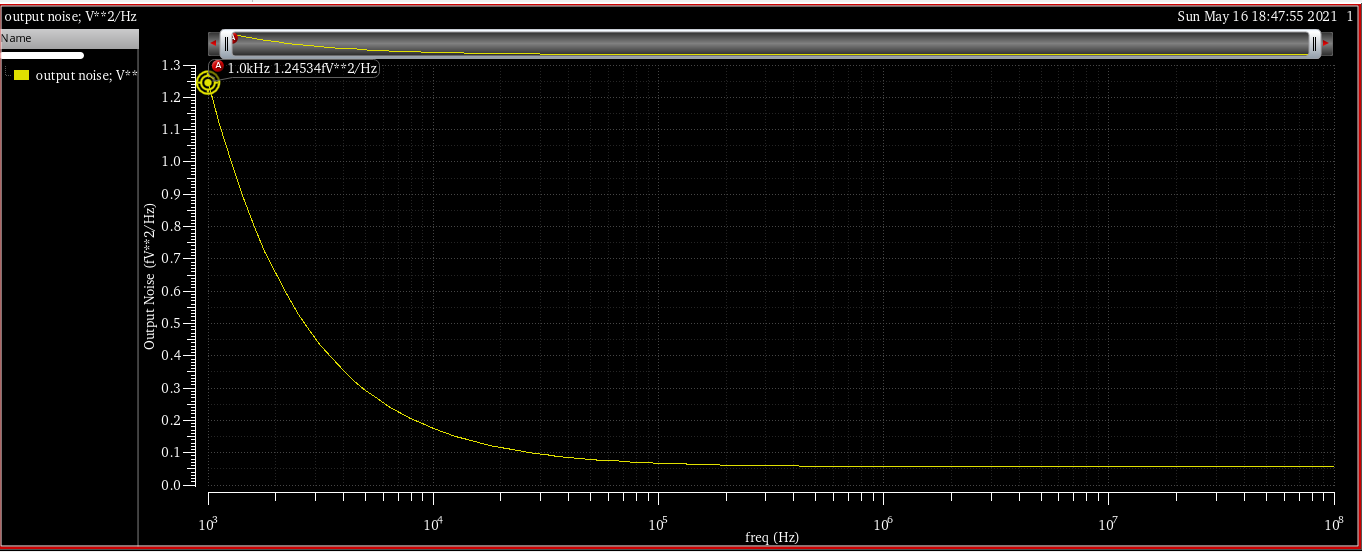 output noise; V**2/Hz
Sun May 16 18:47:55 2021 1
Name
output noise; V**
A
A 1.0kHz 1.24534fV**2/Hz
1.3
1.2
1.1
1.0
0.9
0.8
0.7
0.6
0.5
0.4
0.3
0.2
0.1
0.0
Output Noise (fV**2/Hz)
10³ 10⁴ 10⁵ 10⁶ 10⁷ 10⁸
freq (Hz)